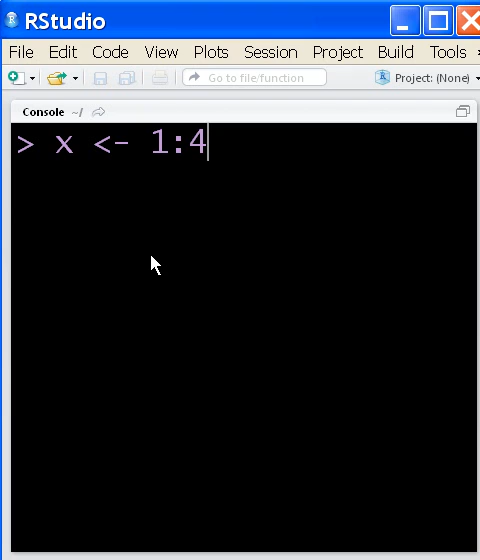 RStudio
File Edit Code View Plots Session Project Build Tools
Go to file/function Project: (None)
Console ~/
> x <- 1:4